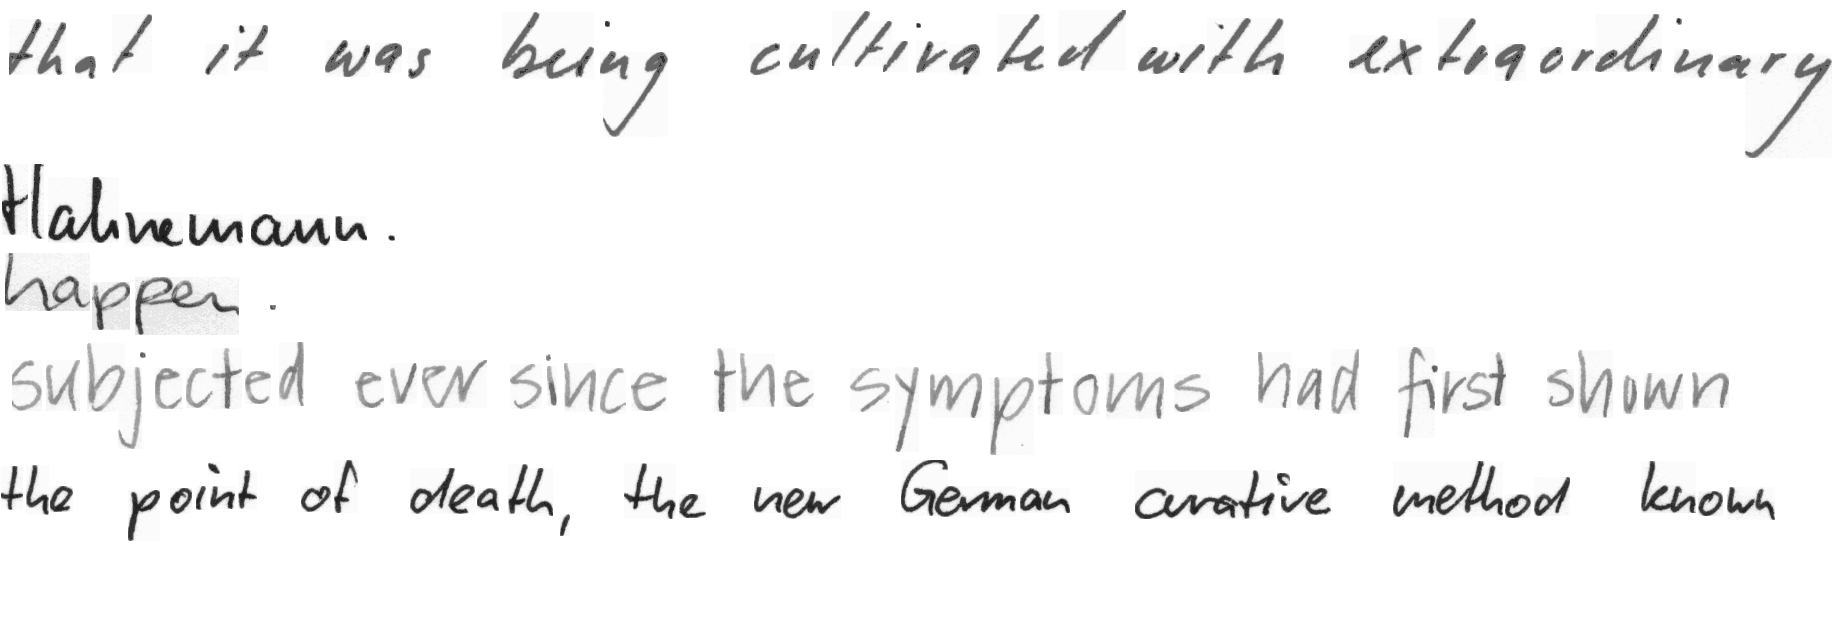 that it was being cultivated with extraordinary
Hahnemann.
happen.
subjected ever since the symptoms had first shown
the point of death, the new German curative method known